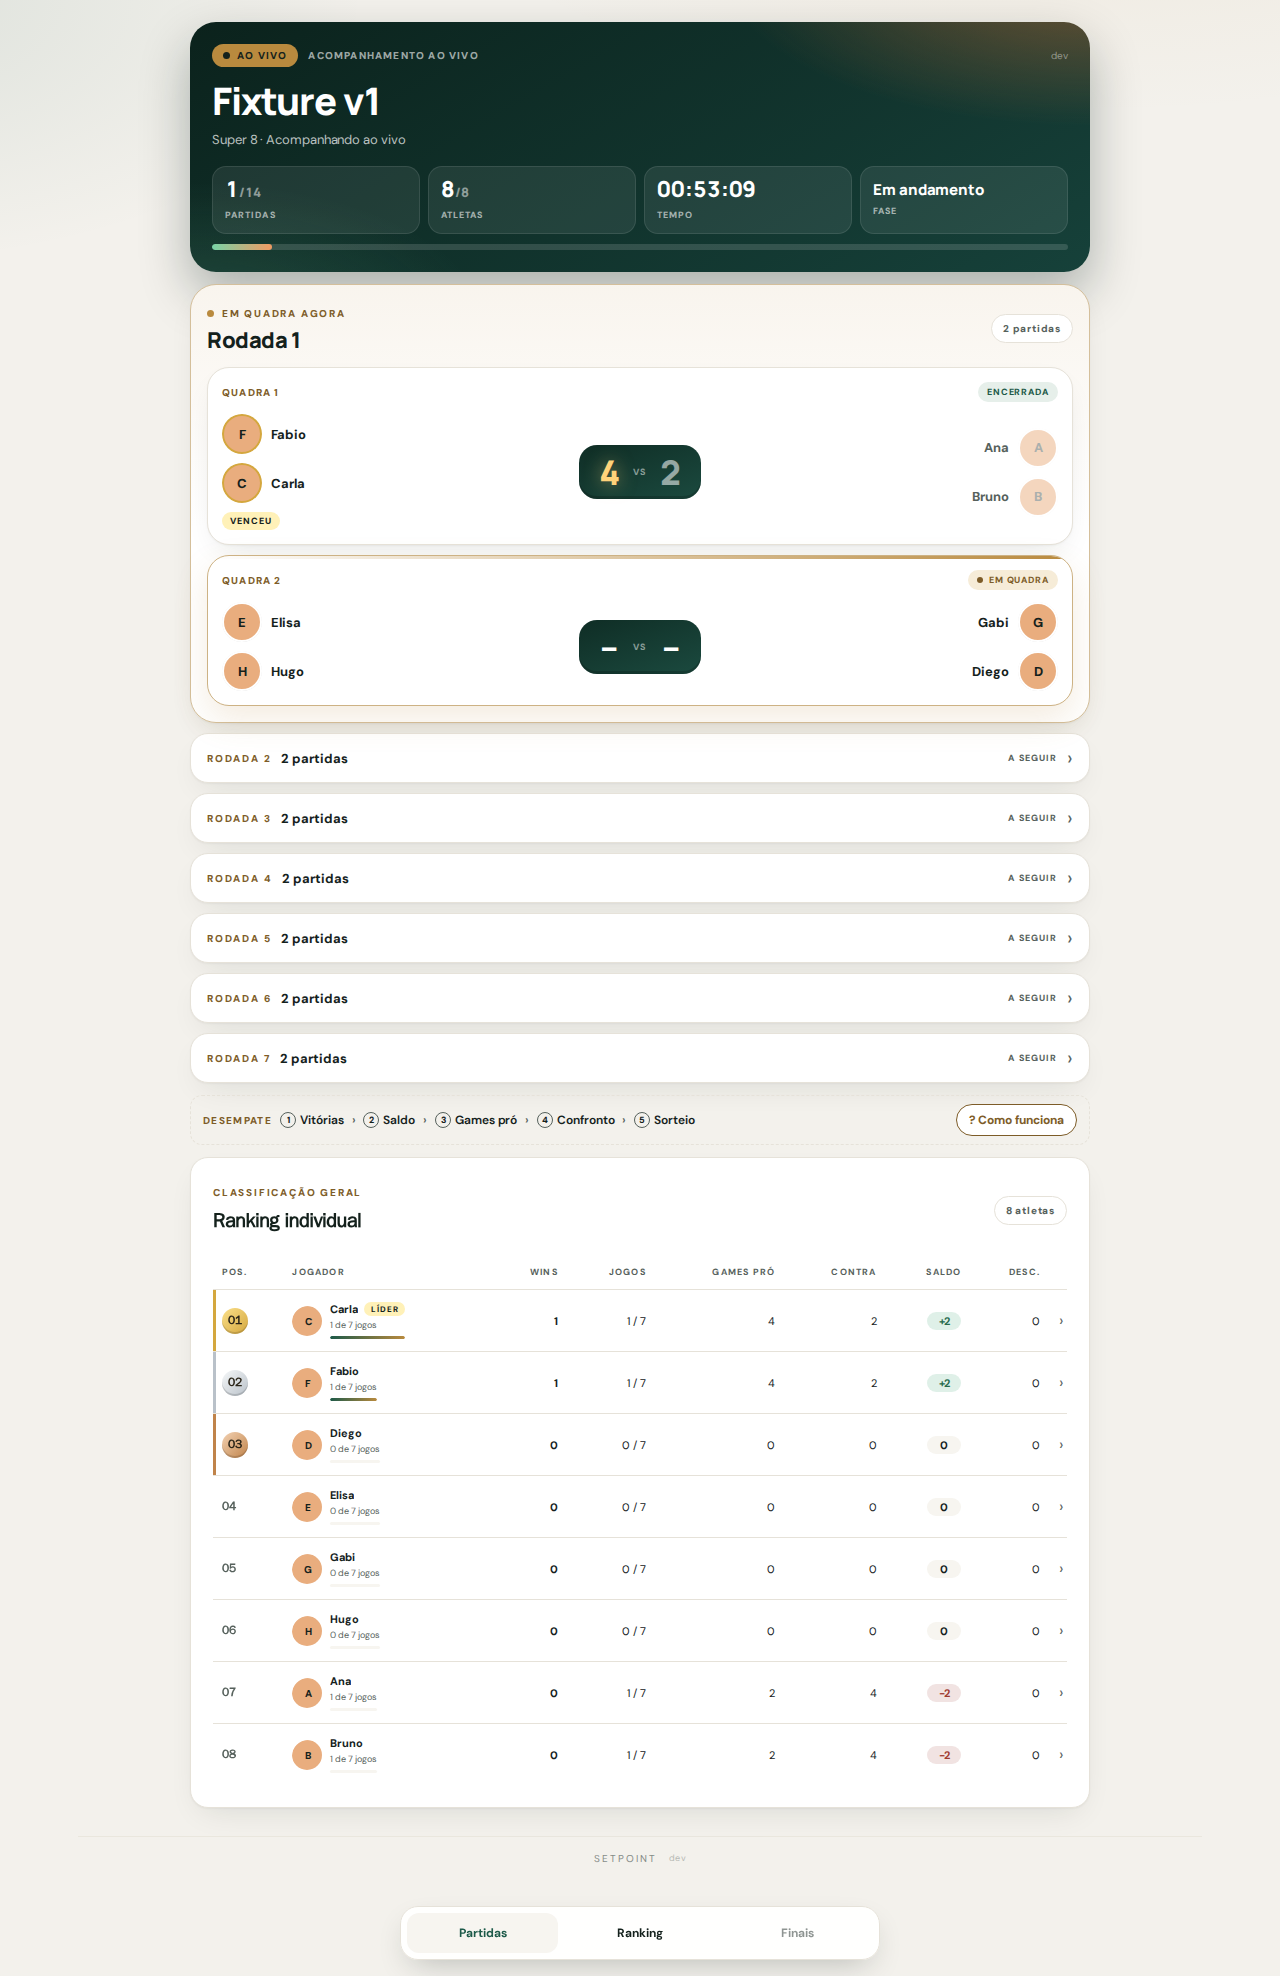 AO VIVO ACOMPANHAMENTO AO VIVO dev
Fixture v1
Super 8 · Acompanhando ao vivo
1/14 8/8 00:53:09 Em andamento
PARTIDAS ATLETAS TEMPO FASE
EM QUADRA AGORA
Rodada 1 2 partidas
QUADRA 1 ENCERRADA
F Fabio
C Carla
VENCEU
4 VS 2
Ana A
Bruno B
QUADRA 2 EM QUADRA
E Elisa
H Hugo
– VS –
Gabi G
Diego D
RODADA 2 2 partidas A SEGUIR ›
RODADA 3 2 partidas A SEGUIR ›
RODADA 4 2 partidas A SEGUIR ›
RODADA 5 2 partidas A SEGUIR ›
RODADA 6 2 partidas A SEGUIR ›
RODADA 7 2 partidas A SEGUIR ›
DESEMPATE 1 Vitórias › 2 Saldo › 3 Games pró › 4 Confronto › 5 Sorteio ? Como funciona
CLASSIFICAÇÃO GERAL
Ranking individual 8 atletas
POS. JOGADOR WINS JOGOS GAMES PRÓ CONTRA SALDO DESC.
01 C Carla LÍDER 1 1 / 7 4 2 +2 0 ›
1 de 7 jogos
02 F Fabio 1 1 / 7 4 2 +2 0 ›
1 de 7 jogos
03 D Diego 0 0 / 7 0 0 0 0 ›
0 de 7 jogos
04 E Elisa 0 0 / 7 0 0 0 0 ›
0 de 7 jogos
05 G Gabi 0 0 / 7 0 0 0 0 ›
0 de 7 jogos
06 H Hugo 0 0 / 7 0 0 0 0 ›
0 de 7 jogos
07 A Ana 0 1 / 7 2 4 −2 0 ›
1 de 7 jogos
08 B Bruno 0 1 / 7 2 4 −2 0 ›
1 de 7 jogos
SETPOINT dev
Partidas Ranking Finais